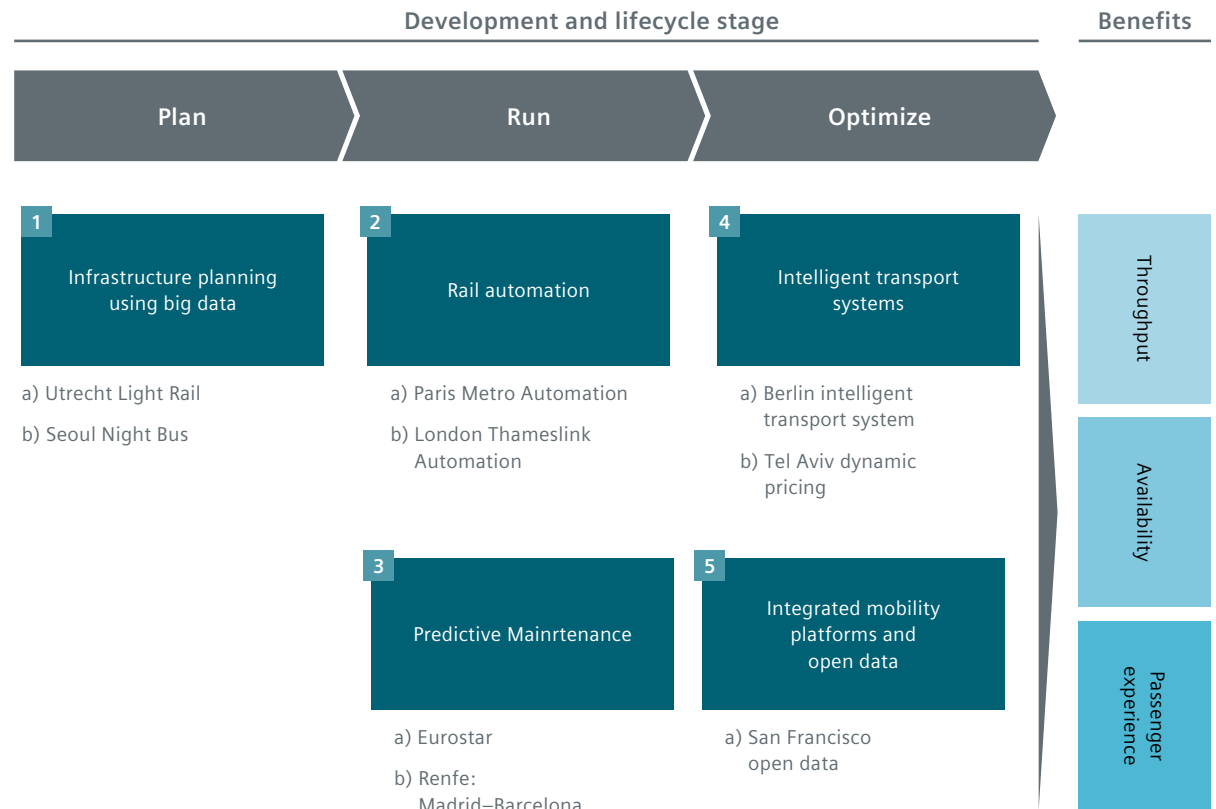 Development and lifecycle stage
Benefits
Plan
Run
Optimize
1
Infrastructure planning
using big data
a) Utrecht Light Rail
b) Seoul Night Bus
2
Rail automation
a) Paris Metro Automation
b) London Thameslink
Automation
4
Intelligent transport
systems
a) Berlin intelligent
transport system
b) Tel Aviv dynamic
pricing
3
Predictive Mainrtenance
a) Eurostar
b) Renfe:
Madrid–Barcelona
5
Integrated mobility
platforms and
open data
a) San Francisco
open data
Throughput
Availability
Passenger
experience